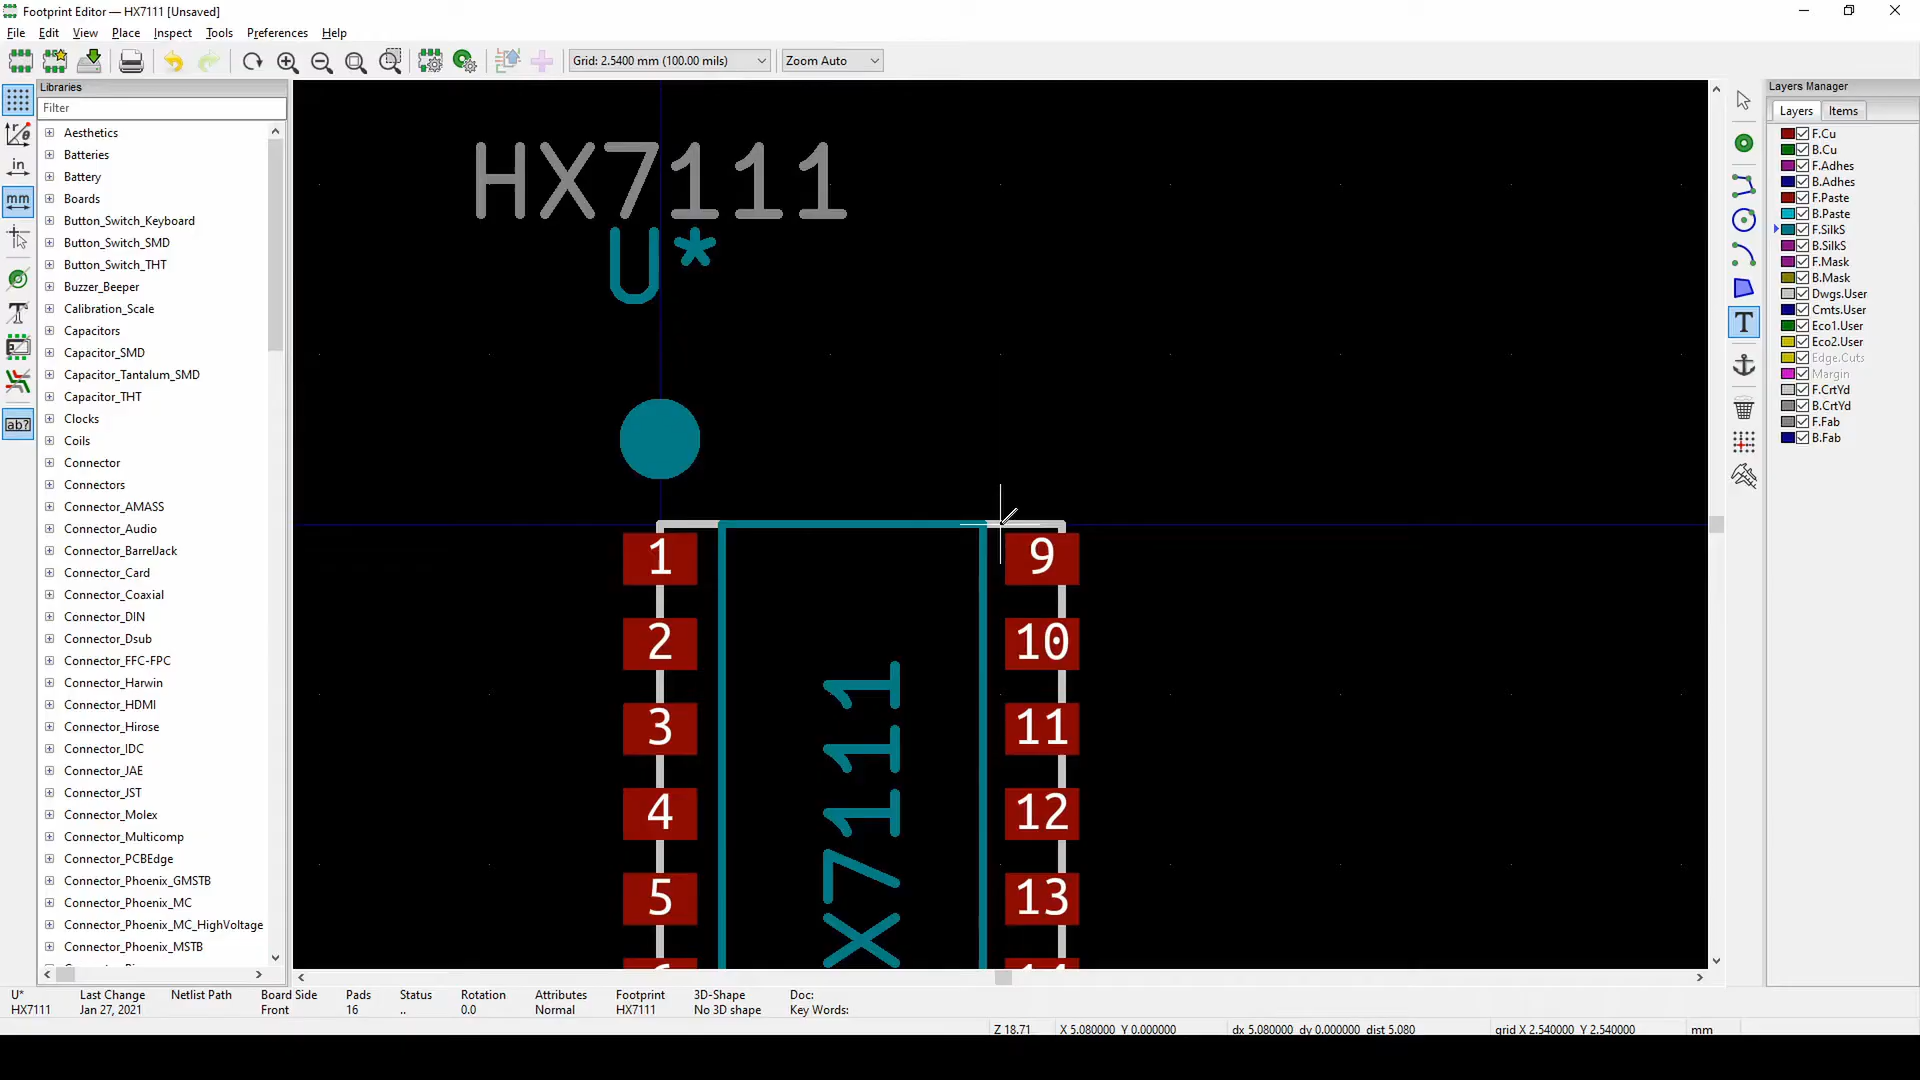 Footprint Editor — HX7111 [Unsaved]
File Edit View Place Inspect Tools Preferences Help
Grid: 2.5400 mm (100.00 mils) Zoom Auto
Libraries
Filter
Aesthetics
Batteries
Battery
Boards
Button_Switch_Keyboard
Button_Switch_SMD
Button_Switch_THT
Buzzer_Beeper
Calibration_Scale
Capacitors
Capacitor_SMD
Capacitor_Tantalum_SMD
Capacitor_THT
Clocks
Coils
Connector
Connectors
Connector_AMASS
Connector_Audio
Connector_BarrelJack
Connector_Card
Connector_Coaxial
Connector_DIN
Connector_Dsub
Connector_FFC-FPC
Connector_Harwin
Connector_HDMI
Connector_Hirose
Connector_IDC
Connector_JAE
Connector_JST
Connector_Molex
Connector_Multicomp
Connector_PCBEdge
Connector_Phoenix_GMSTB
Connector_Phoenix_MC
Connector_Phoenix_MC_HighVoltage
Connector_Phoenix_MSTB
in
mm
ab?
HX7111
U*
1 9
2 10
3 11
4 12
5 13
X7111
T
Layers Manager
Layers Items
F.Cu
B.Cu
F.Adhes
B.Adhes
F.Paste
B.Paste
F.SilkS
B.SilkS
F.Mask
B.Mask
Dwgs.User
Cmts.User
Eco1.User
Eco2.User
Edge.Cuts
Margin
F.CrtYd
B.CrtYd
F.Fab
B.Fab
U* Last Change Netlist Path Board Side Pads Status Rotation Attributes Footprint 3D-Shape Doc:
HX7111 Jan 27, 2021 Front 16 .. 0.0 Normal HX7111 No 3D shape Key Words:
Z 18.71 X 5.080000 Y 0.000000 dx 5.080000 dy 0.000000 dist 5.080 grid X 2.540000 Y 2.540000 mm